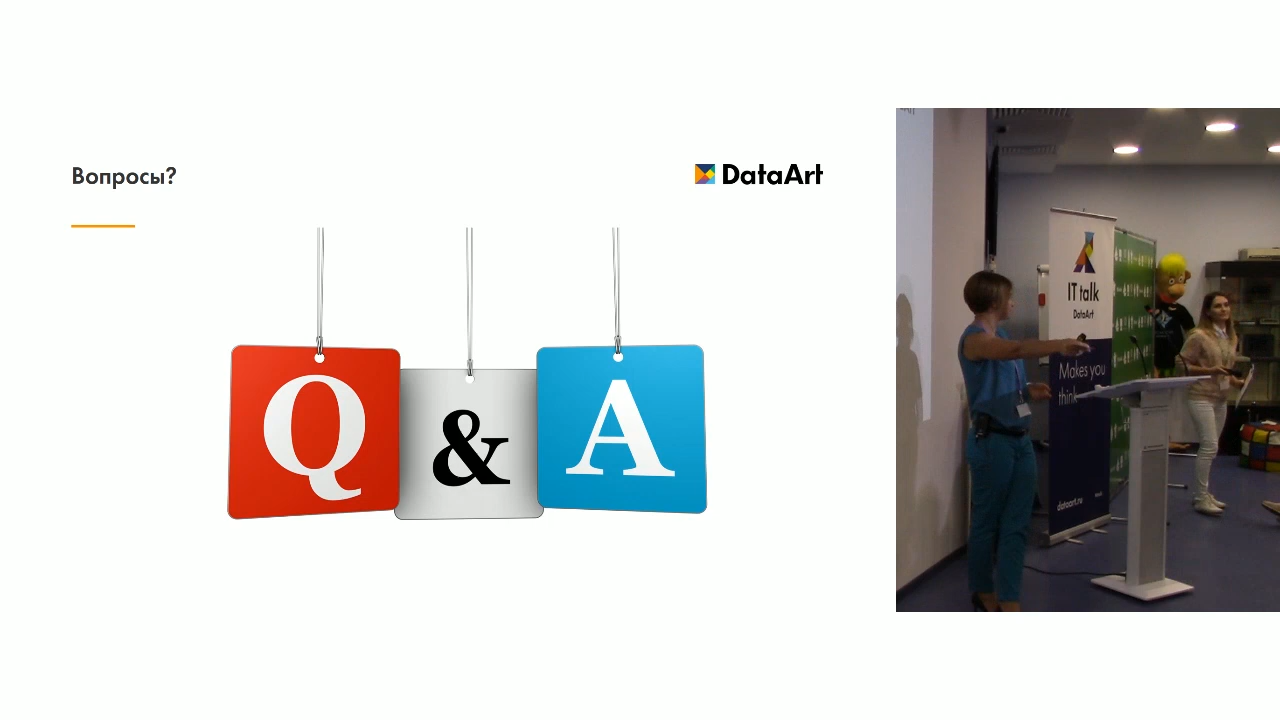 Вопросы?
DataArt
Q & A
IT talk
DataArt
Makes you
think
dataart.ru